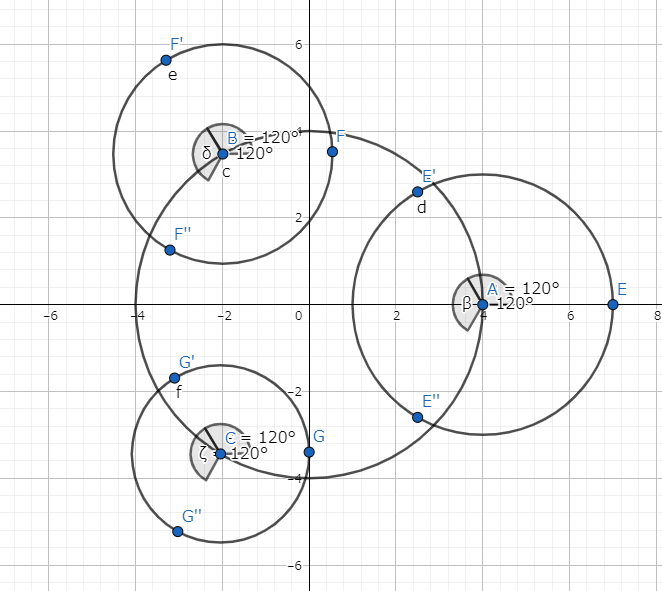 F'
6
e
B = 120°
4
F
δ
120°
c
E'
2
d
F''
A = 120°
E
β
120°
-6
-4
-2
0
2
4
6
8
G'
-2
f
E''
C = 120°
G
ζ
120°
-4
G''
-6